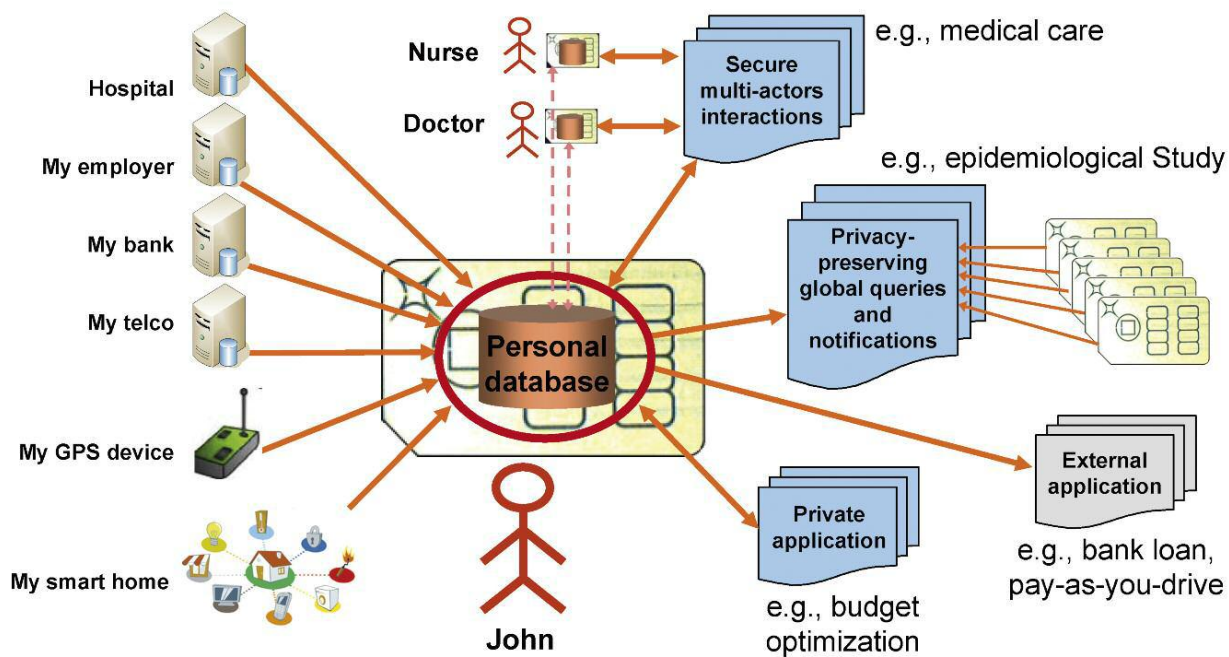 Hospital
My employer
My bank
My telco
My GPS device
My smart home
Nurse
Doctor
Secure
multi-actors
interactions
e.g., medical care
e.g., epidemiological Study
Privacy-
preserving
global queries
and
notifications
Personal
database
External
application
e.g., bank loan,
pay-as-you-drive
Private
application
e.g., budget
optimization
John